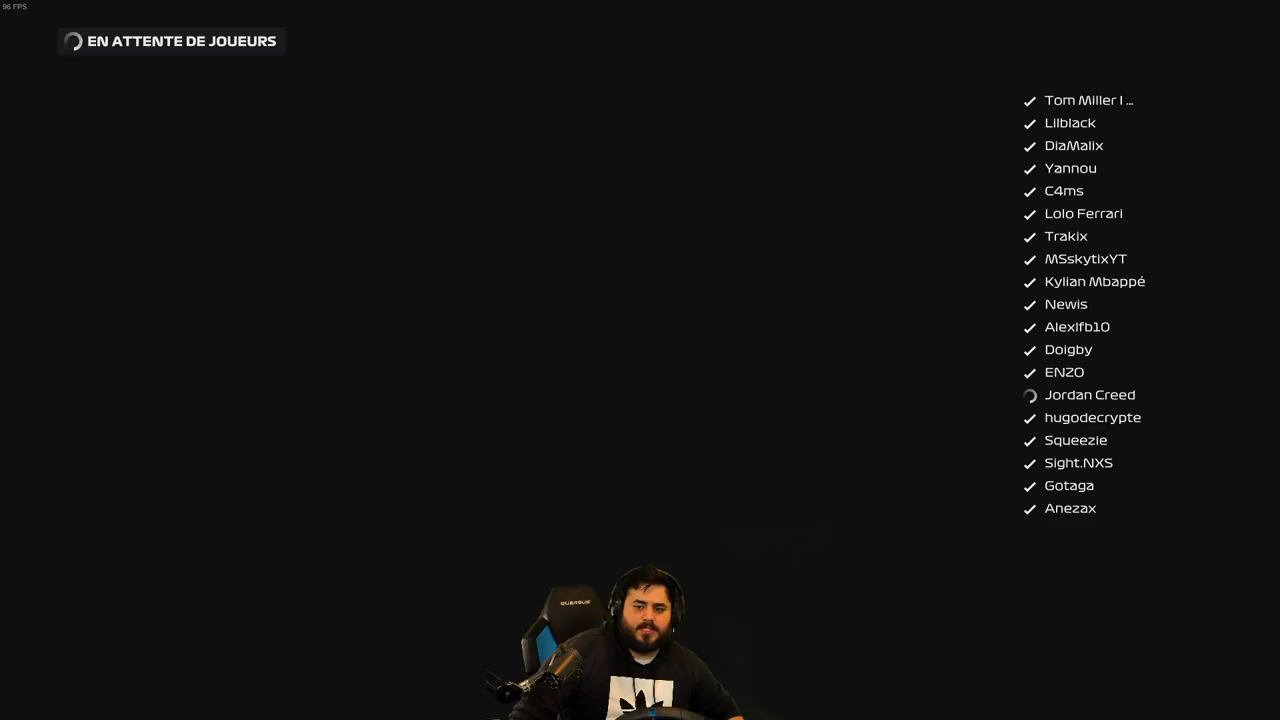 96 FPS
EN ATTENTE DE JOUEURS
Tom Miller I ...
Lilblack
DiaMalix
Yannou
C4ms
Lolo Ferrari
Trakix
MSskytixYT
Kylian Mbappé
Newis
Alexlfb10
Doigby
ENZO
Jordan Creed
hugodecrypte
Squeezie
Sight.NXS
Gotaga
Anezax
QUERSUS